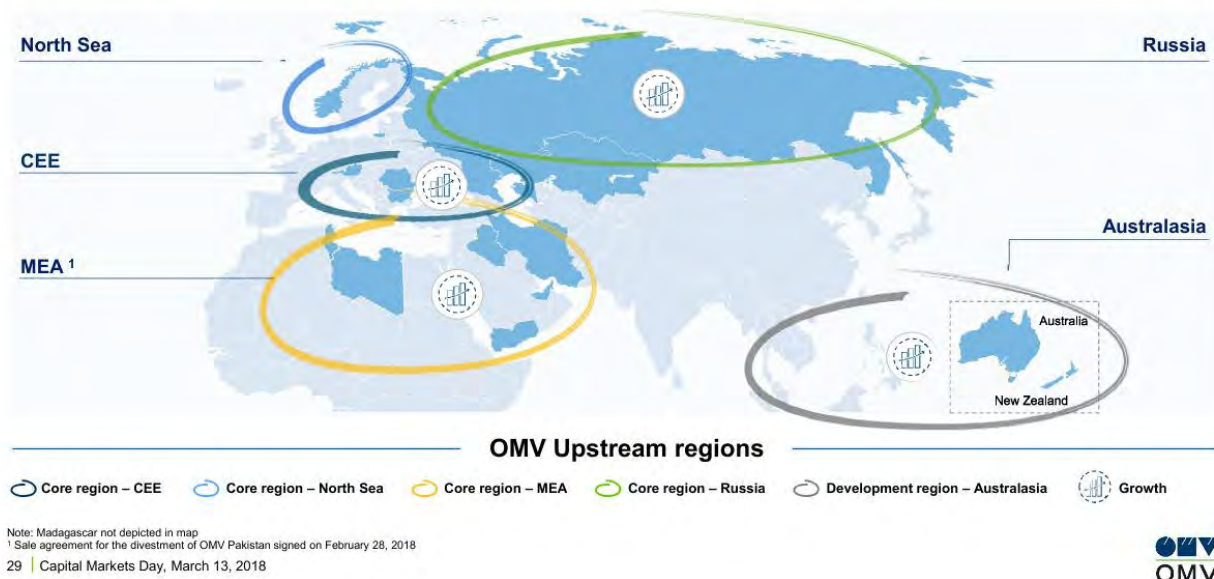 North Sea
Russia
CEE
Australasia
MEA ¹
Australia
New Zealand
OMV Upstream regions
Core region – CEE
Core region – North Sea
Core region – MEA
Core region – Russia
Development region – Australasia
Growth
Note: Madagascar not depicted in map
¹ Sale agreement for the divestment of OMV Pakistan signed on February 28, 2018
29 | Capital Markets Day, March 13, 2018
OMV
OMV